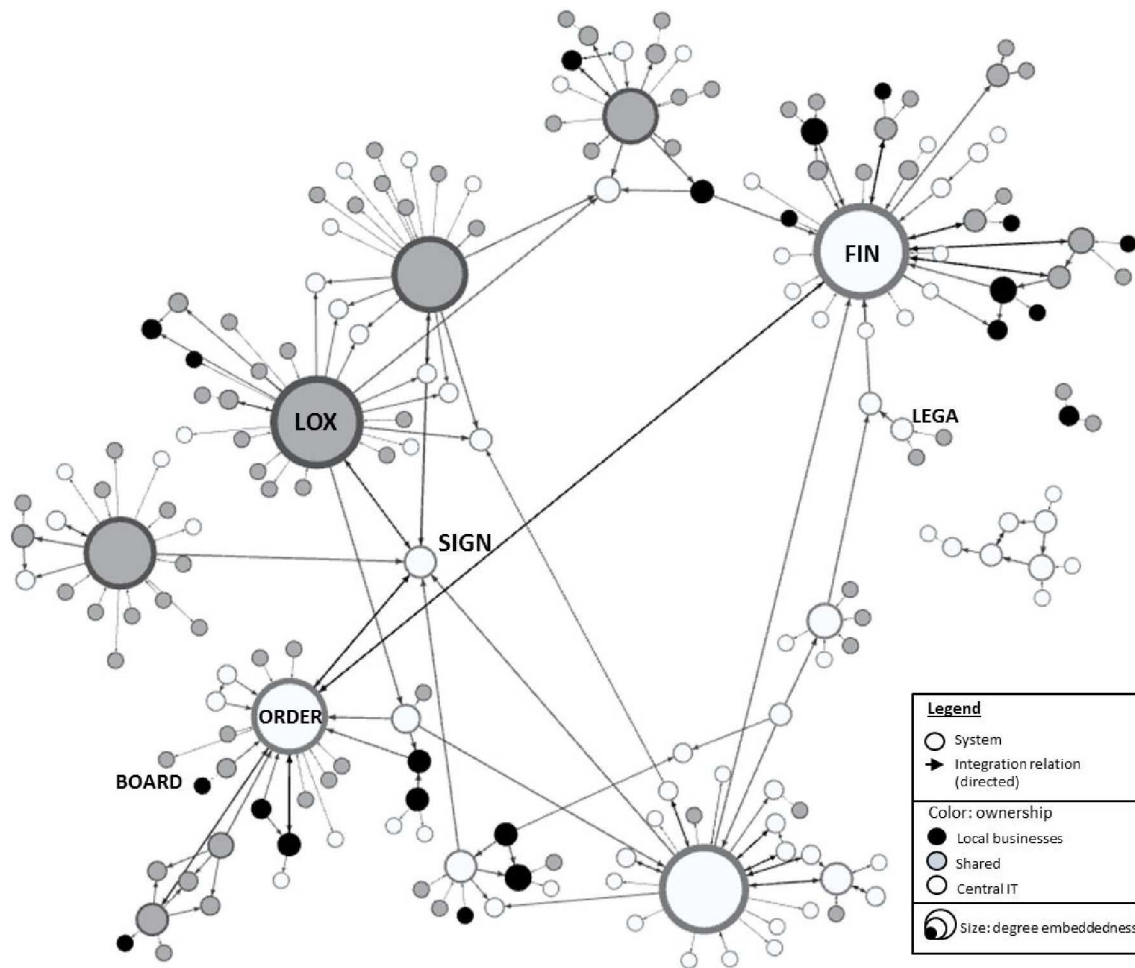 FIN
LOX
LEGA
SIGN
ORDER
BOARD
Legend
System
Integration relation
(directed)
Color: ownership
Local businesses
Shared
Central IT
Size: degree embeddedness